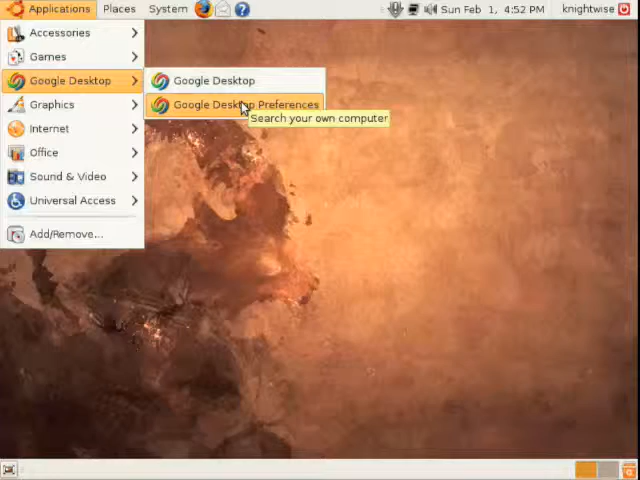 Applications Places System Sun Feb 1, 4:52 PM knightwise
Accessories
Games
Google Desktop
Google Desktop
Graphics
Google Desktop Preferences
Search your own computer
Internet
Office
Sound & Video
Universal Access
Add/Remove...